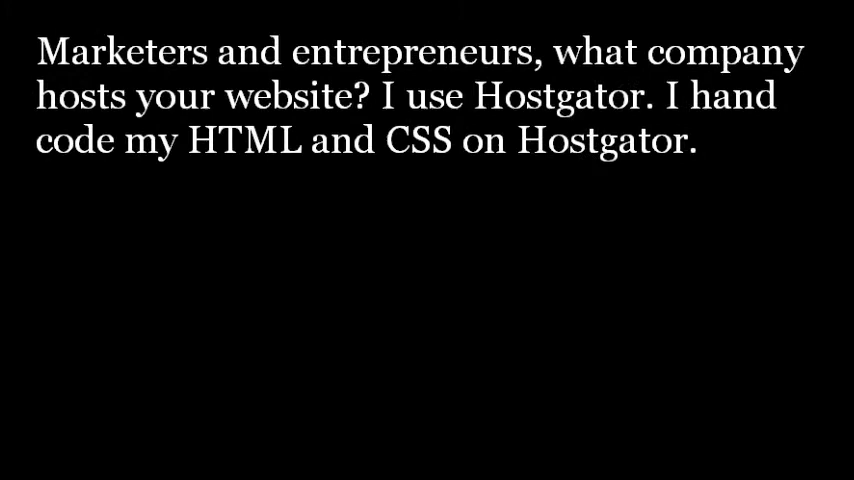 Marketers and entrepreneurs, what company
hosts your website? I use Hostgator. I hand
code my HTML and CSS on Hostgator.